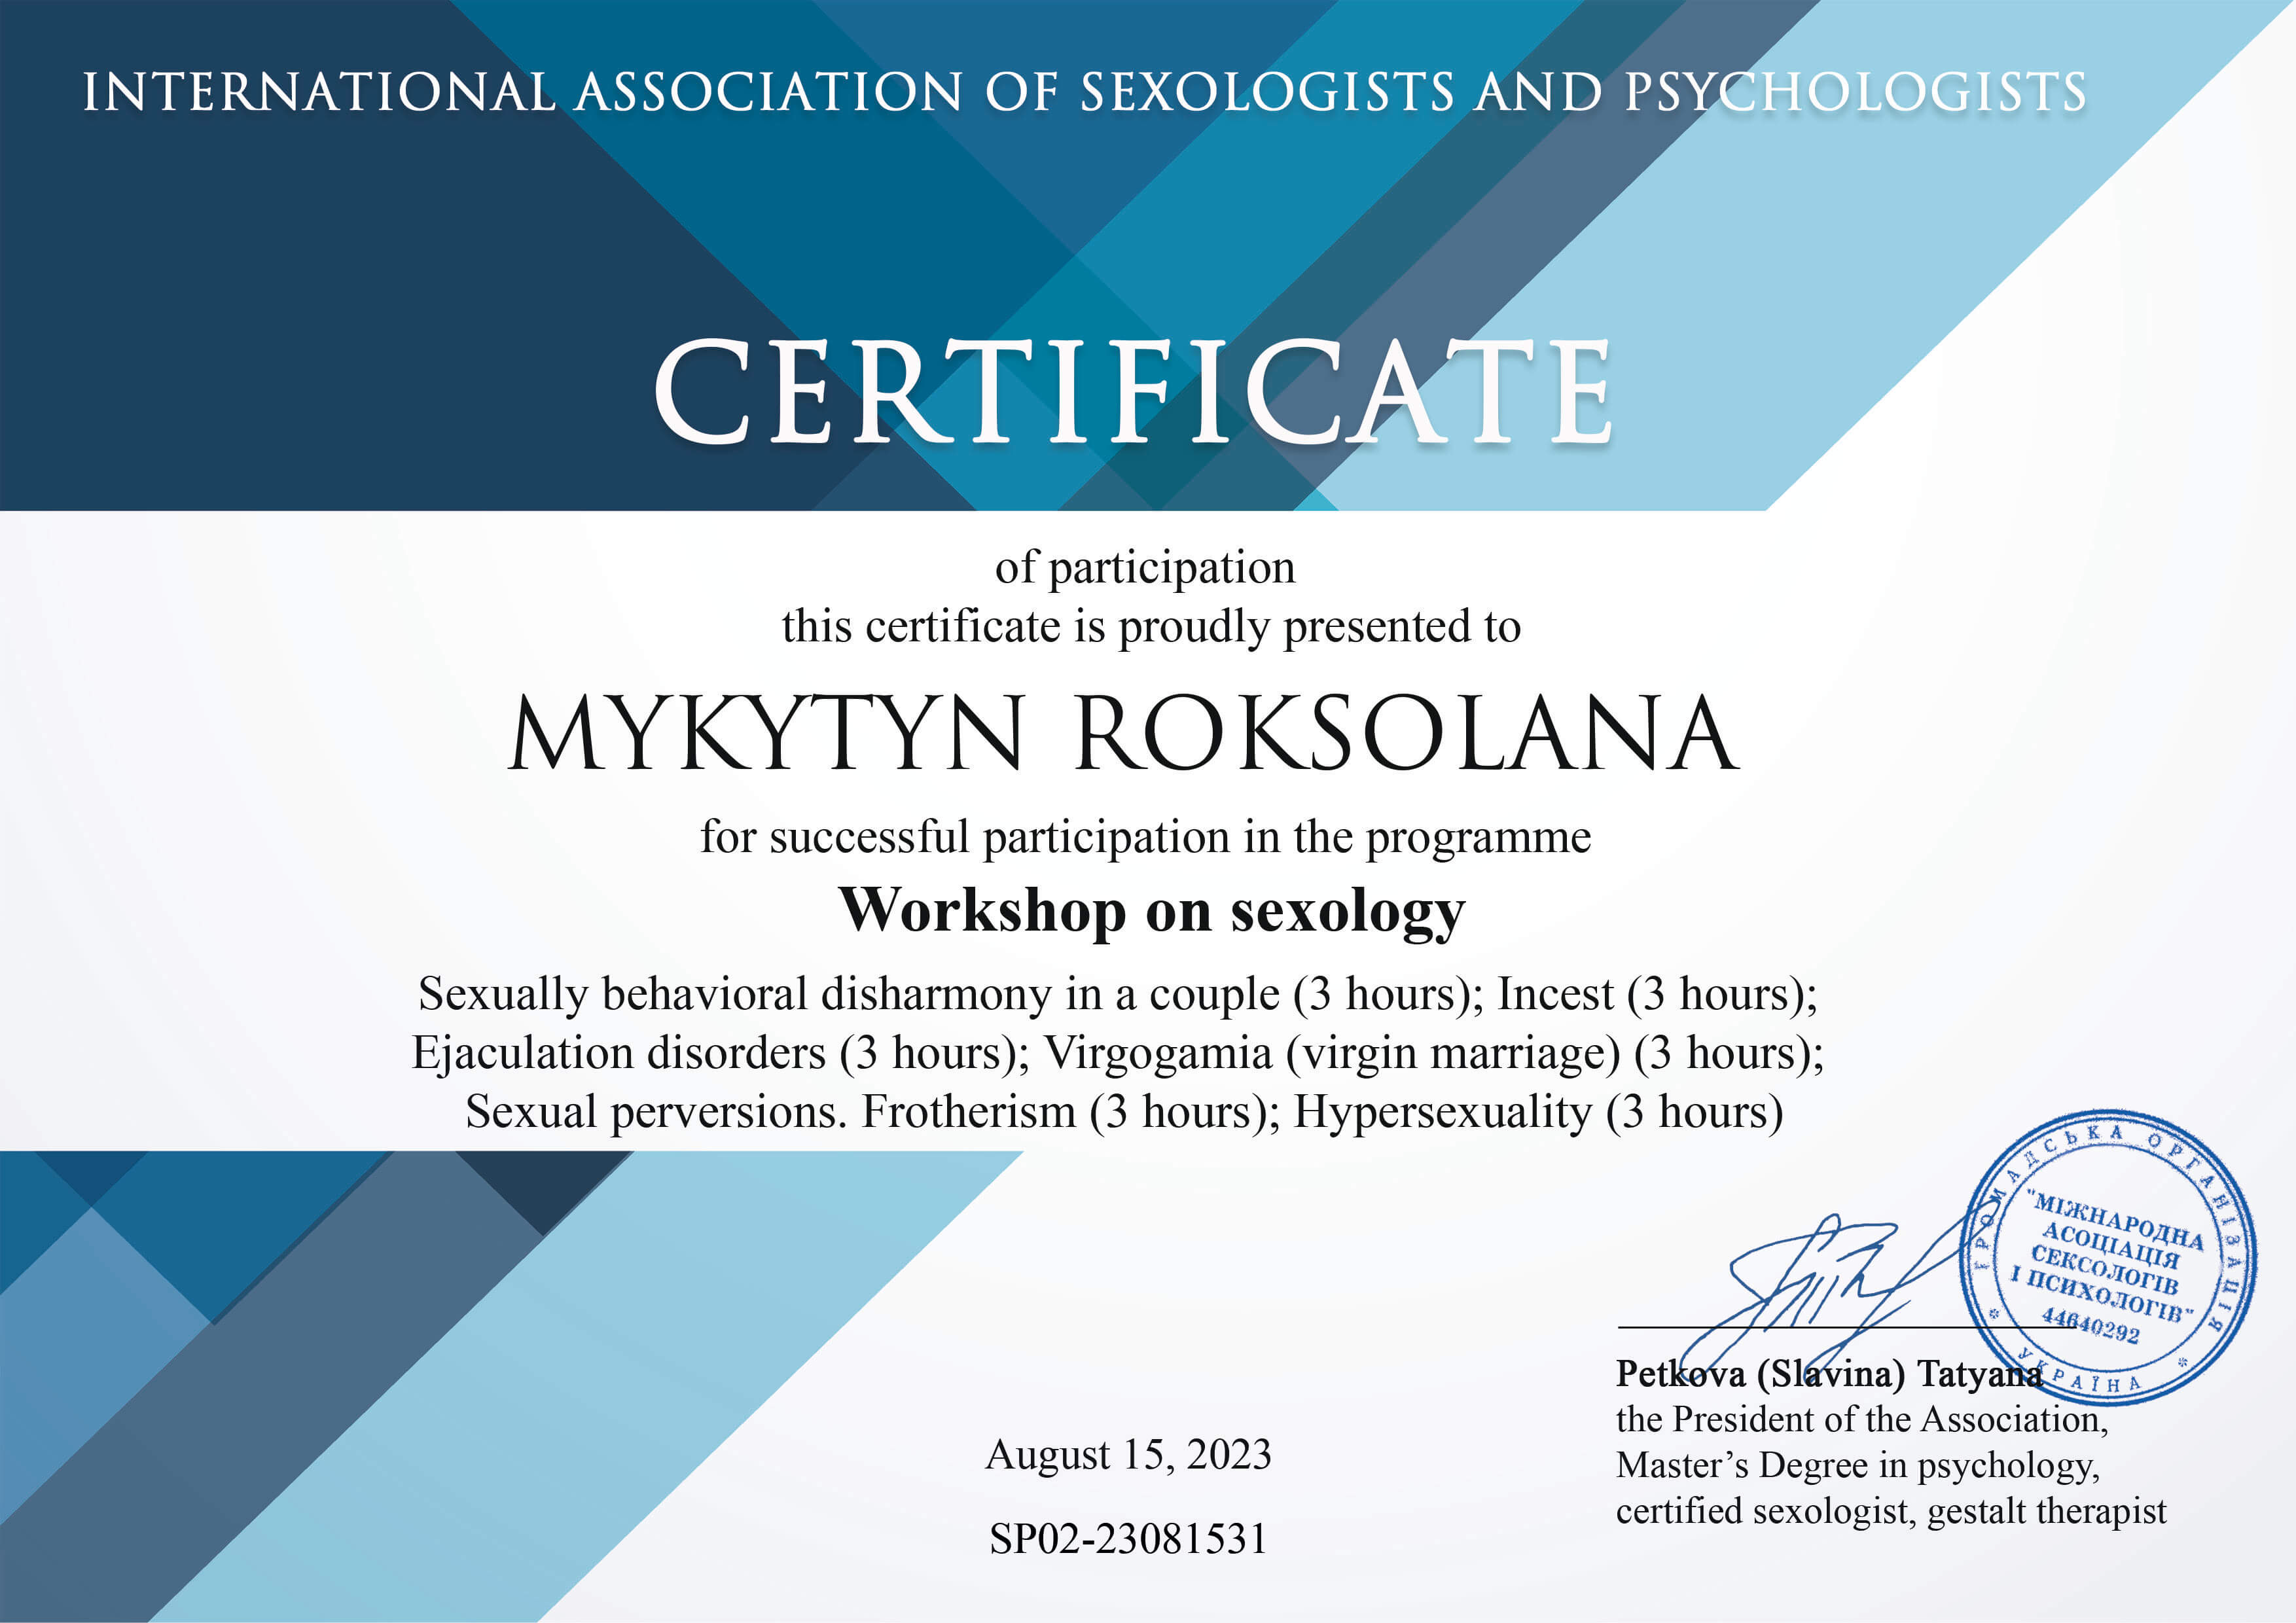 INTERNATIONAL ASSOCIATION OF SEXOLOGISTS AND PSYCHOLOGISTS
CERTIFICATE
of participation
this certificate is proudly presented to
MYKYTYN ROKSOLANA
for successful participation in the programme
Workshop on sexology
Sexually behavioral disharmony in a couple (3 hours); Incest (3 hours);
Ejaculation disorders (3 hours); Virgogamia (virgin marriage) (3 hours);
Sexual perversions. Frotherism (3 hours); Hypersexuality (3 hours)
ГРОМАДСЬКА ОРГАНІЗАЦІЯ
"МІЖНАРОДНА
АСОЦІАЦІЯ
СЕКСОЛОГІВ
І ПСИХОЛОГІВ"
44640292
* УКРАЇНА *
Petkova (Slavina) Tatyana
the President of the Association,
Master’s Degree in psychology,
certified sexologist, gestalt therapist
August 15, 2023
SP02-23081531